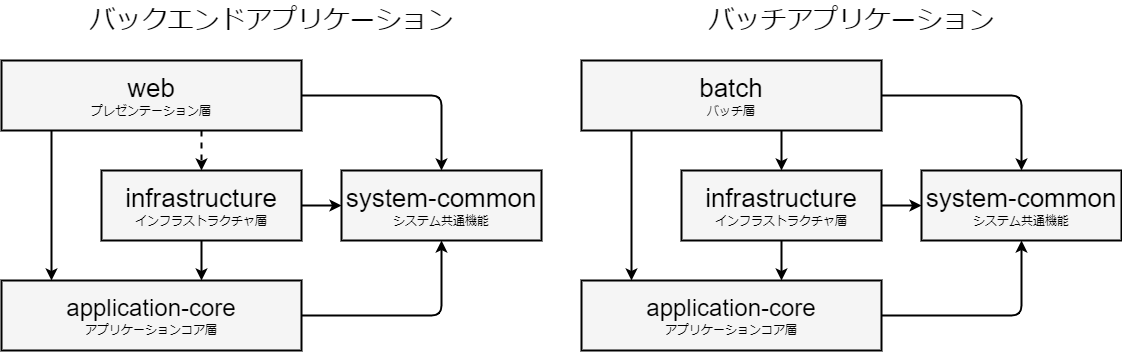 バックエンドアプリケーション
バッチアプリケーション
web
プレゼンテーション層
batch
バッチ層
infrastructure
インフラストラクチャ層
system-common
システム共通機能
infrastructure
インフラストラクチャ層
system-common
システム共通機能
application-core
アプリケーションコア層
application-core
アプリケーションコア層